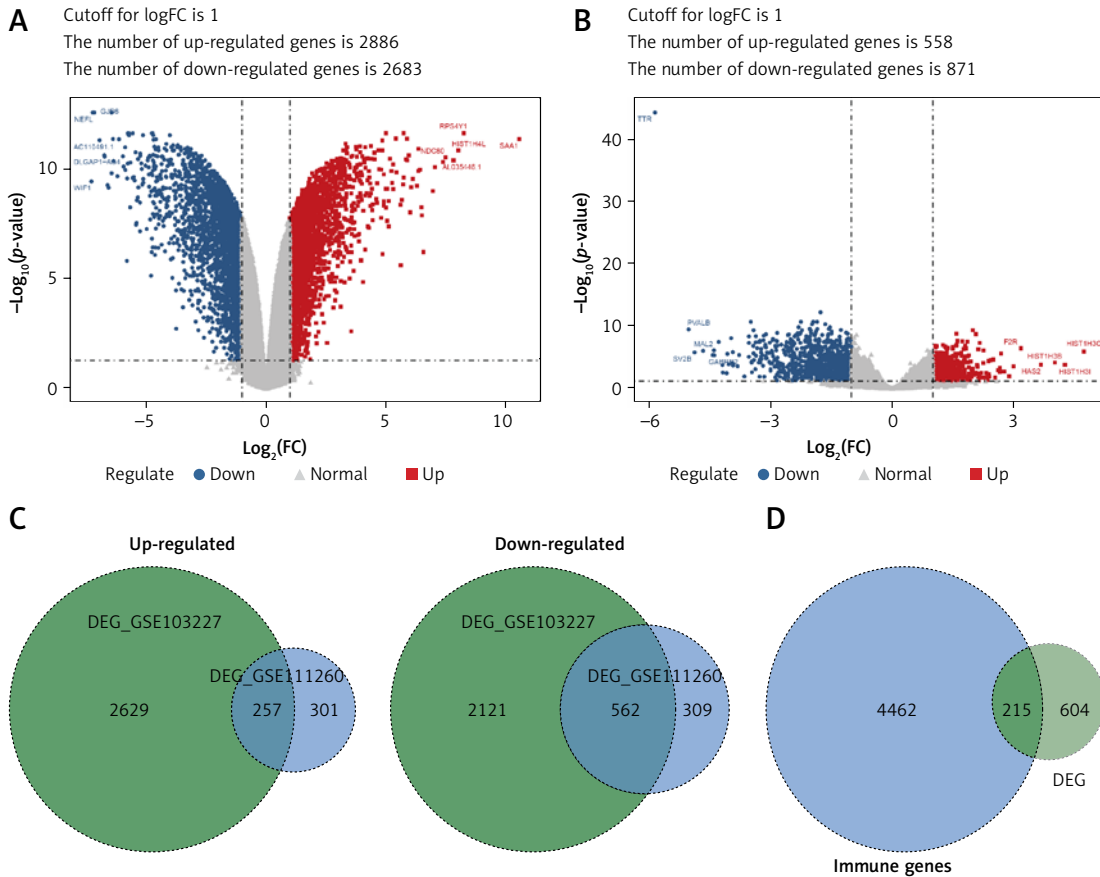 A
Cutoff for logFC is 1
The number of up-regulated genes is 2886
The number of down-regulated genes is 2683
–Log10(p-value)
10
5
0
NEFL
AC110491.1
WIF1
RPS4Y1
HIST1H4L
SAA1
NDC80
–5
0
5
10
Log2(FC)
Regulate Down Normal Up
B
Cutoff for logFC is 1
The number of up-regulated genes is 558
The number of down-regulated genes is 871
–Log10(p-value)
40
30
20
10
0
TTR
PVALB
MAL2
SV2B
F2R
HIST1H3C
HAS2
HIST1H3I
–6
–3
0
3
Log2(FC)
Regulate Down Normal Up
C
Up-regulated
DEG_GSE103227
DEG_GSE111260
2629
257
301
Down-regulated
DEG_GSE103227
DEG_GSE111260
2121
562
309
D
4462
215
604
DEG
Immune genes